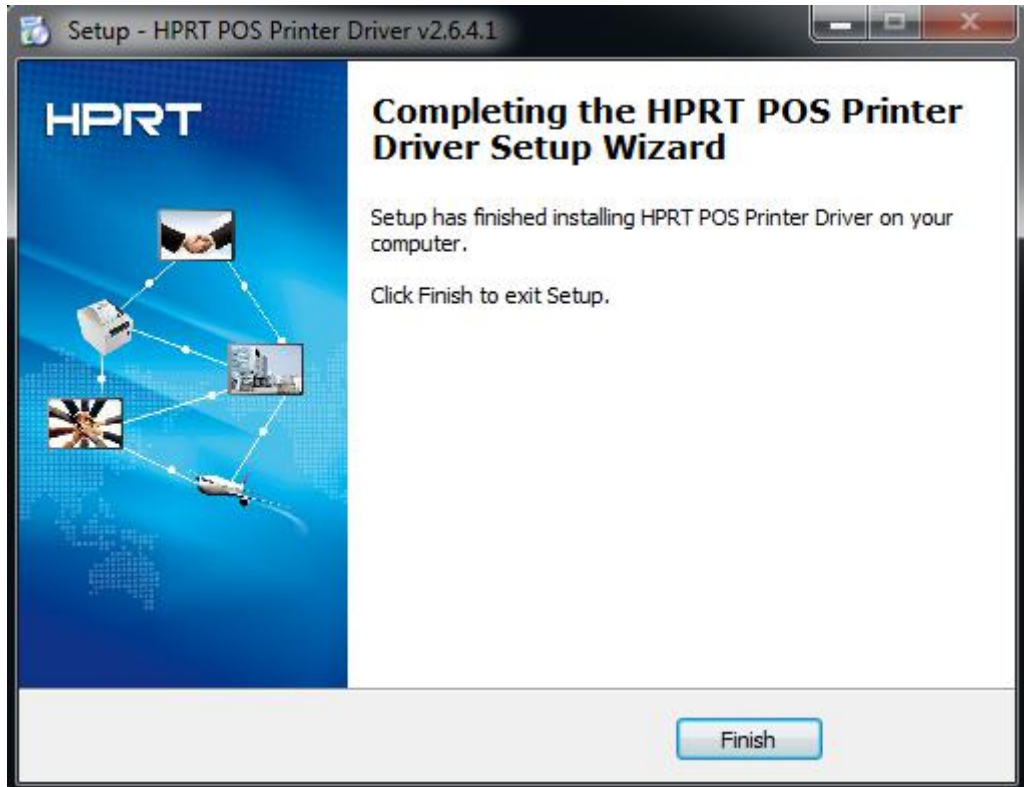 Setup - HPRT POS Printer Driver v2.6.4.1
HPRT
Completing the HPRT POS Printer
Driver Setup Wizard
Setup has finished installing HPRT POS Printer Driver on your
computer.
Click Finish to exit Setup.
Finish